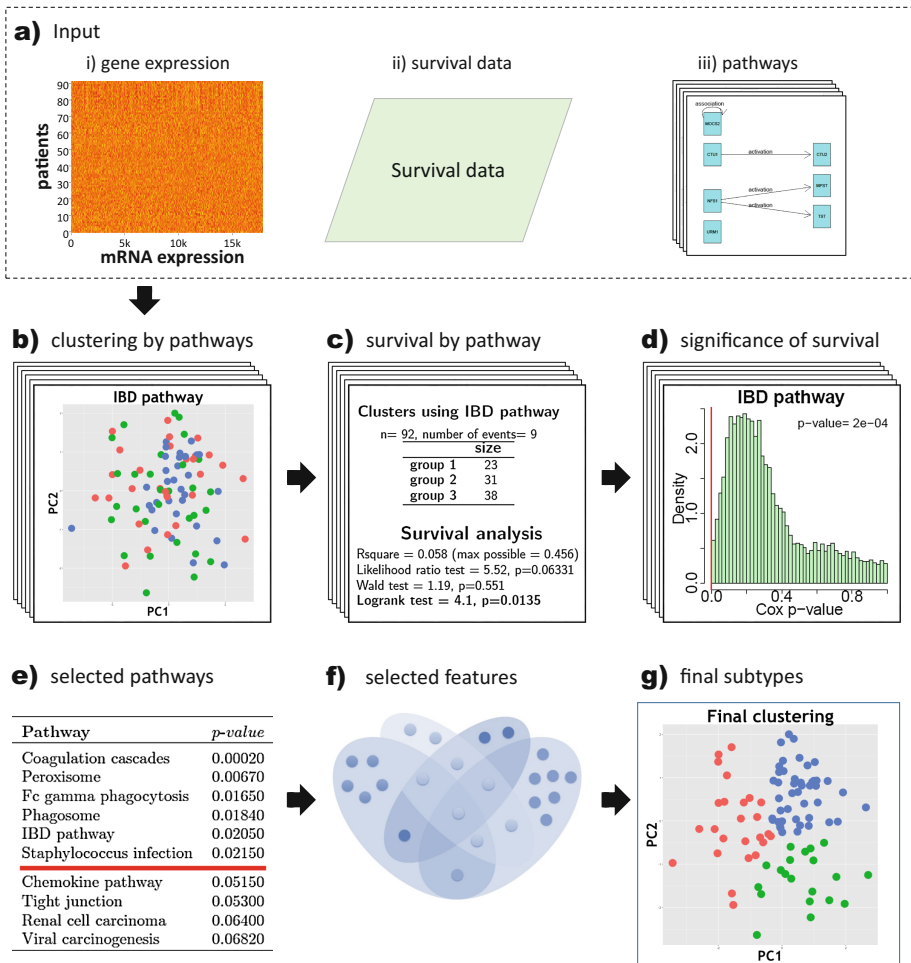 a) Input
i) gene expression
ii) survival data
iii) pathways
90
80
70
60
50
40
30
20
10
0
patients
0 5k 10k 15k
mRNA expression
Survival data
association
MOCS2
CTU1
activation
CTU2
NFS1
activation
activation
MPST
TST
URM1
b) clustering by pathways
IBD pathway
PC2
PC1
c) survival by pathway
Clusters using IBD pathway
n= 92, number of events= 9
size
group 1 23
group 2 31
group 3 38
Survival analysis
Rsquare = 0.058 (max possible = 0.456)
Likelihood ratio test = 5.52, p=0.06331
Wald test = 1.19, p=0.551
Logrank test = 4.1, p=0.0135
d) significance of survival
IBD pathway
p-value= 2e-04
Density
2.0
1.0
0.0
0.0 0.4 0.8
Cox p-value
e) selected pathways
Pathway p-value
Coagulation cascades 0.00020
Peroxisome 0.00670
Fc gamma phagocytosis 0.01650
Phagosome 0.01840
IBD pathway 0.02050
Staphylococcus infection 0.02150
Chemokine pathway 0.05150
Tight junction 0.05300
Renal cell carcinoma 0.06400
Viral carcinogenesis 0.06820
f) selected features
g) final subtypes
Final clustering
PC2
PC1